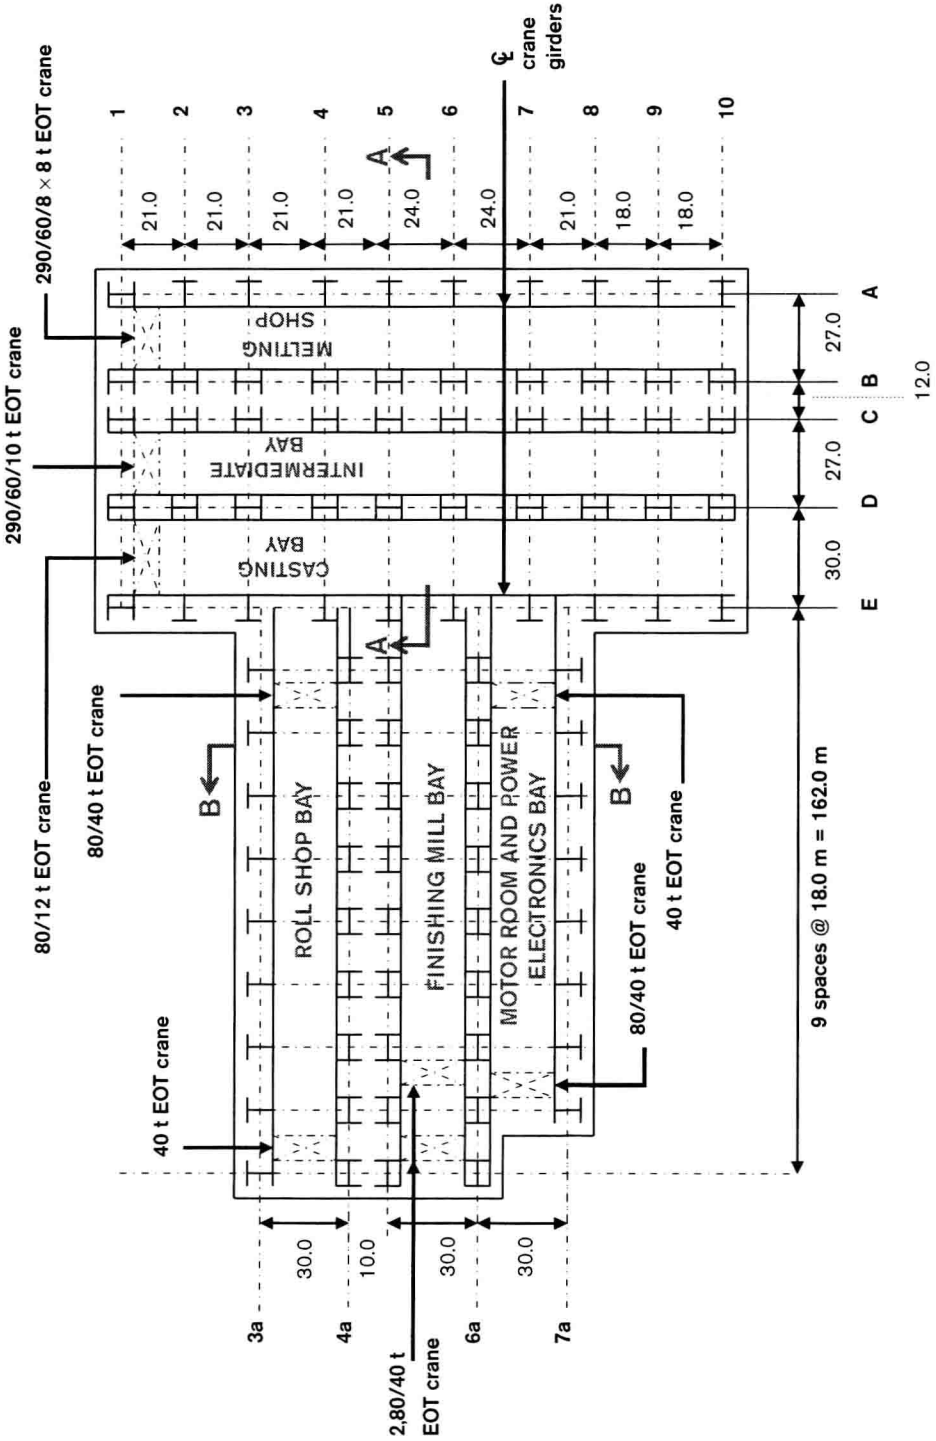 290/60/8 × 8 t EOT crane
290/60/10 t EOT crane
80/12 t EOT crane
80/40 t EOT crane
40 t EOT crane
℄
crane
girders
1
2
3
4
5
6
7
8
9
10
21.0
21.0
21.0
21.0
24.0
24.0
21.0
18.0
18.0
A
A
MELTING
SHOP
INTERMEDIATE
BAY
CASTING
BAY
A
B
C
D
E
27.0
12.0
27.0
30.0
B
B
ROLL SHOP BAY
FINISHING MILL BAY
MOTOR ROOM AND POWER
ELECTRONICS BAY
40 t EOT crane
80/40 t EOT crane
9 spaces @ 18.0 m = 162.0 m
30.0
10.0
30.0
30.0
3a
4a
6a
7a
2,80/40 t
EOT crane